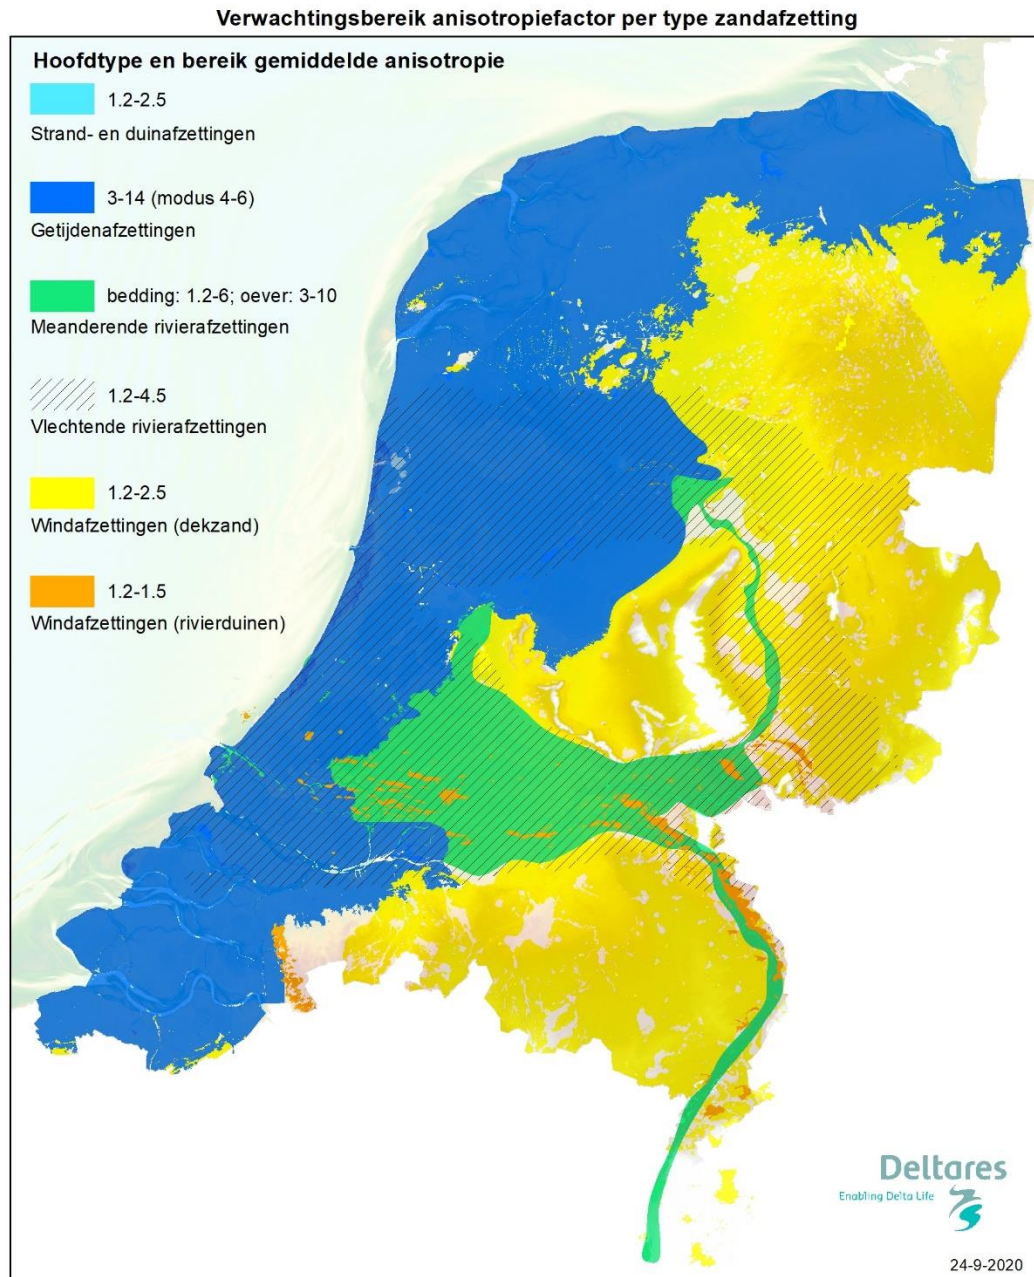 Verwachtingsbereik anisotropiefactor per type zandafzetting
Hoofdtype en bereik gemiddelde anisotropie
1.2-2.5
Strand- en duinafzettingen
3-14 (modus 4-6)
Getijdenafzettingen
bedding: 1.2-6; oever: 3-10
Meanderende rivierafzettingen
1.2-4.5
Vlechtende rivierafzettingen
1.2-2.5
Windafzettingen (dekzand)
1.2-1.5
Windafzettingen (rivierduinen)
Deltares
Enabling Delta Life
24-9-2020